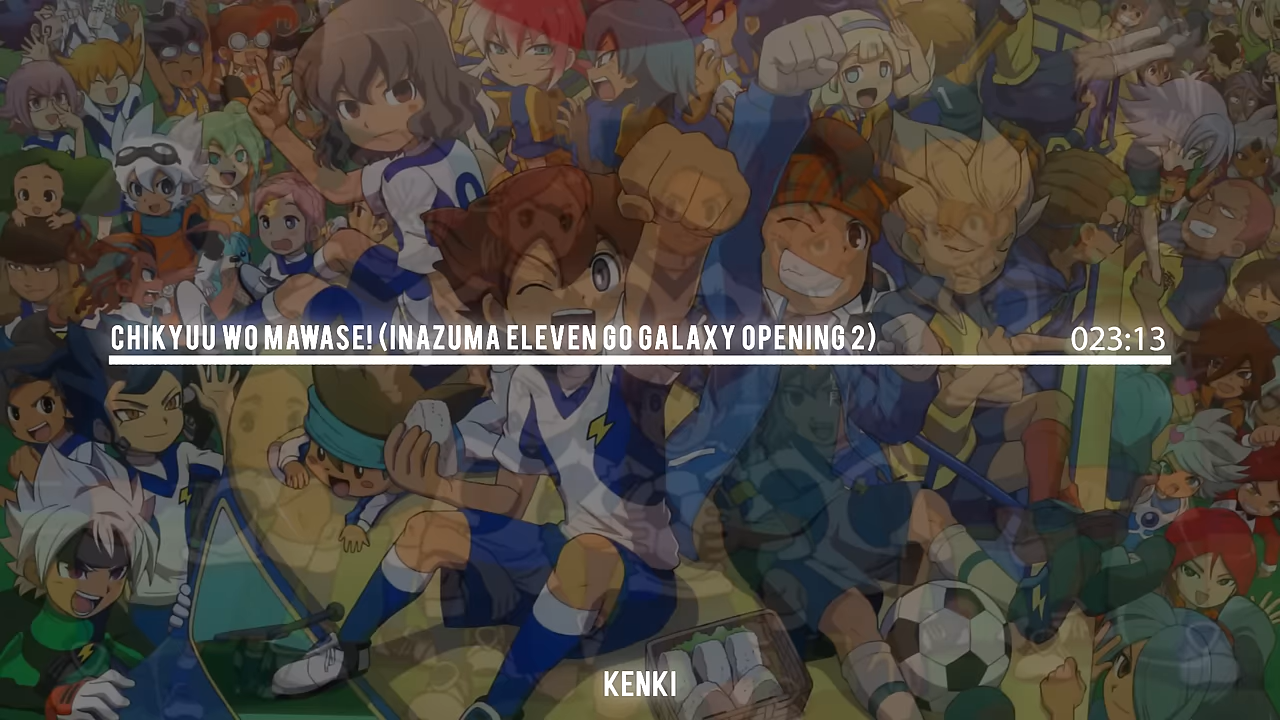 CHIKYUU WO MAWASE! (INAZUMA ELEVEN GO GALAXY OPENING 2)
023:13
KENKI